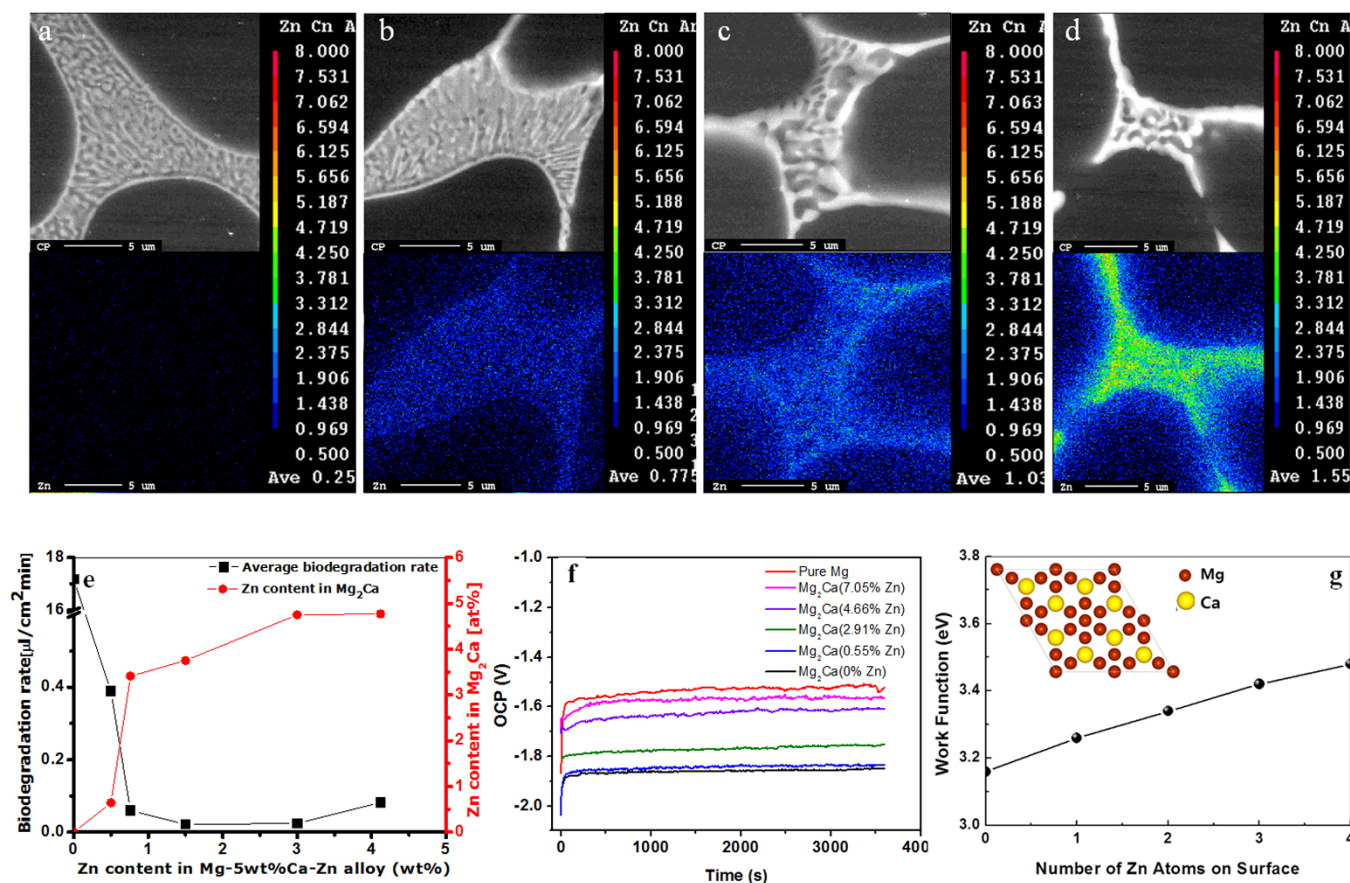 a
Zn Cn Ar
8.000
7.531
7.062
6.594
6.125
5.656
5.187
4.719
4.250
3.781
3.312
2.844
2.375
1.906
1.438
0.969
0.500
Ave 0.25
CP 5 um
Zn 5 um
b
Zn Cn Ar
8.000
7.531
7.062
6.594
6.125
5.656
5.187
4.719
4.250
3.781
3.312
2.844
2.375
1.906
1.438
0.969
0.500
Ave 0.775
CP 5 um
Zn 5 um
c
Zn Cn A
8.000
7.531
7.063
6.594
6.125
5.656
5.188
4.719
4.250
3.781
3.313
2.844
2.375
1.906
1.438
0.969
0.500
Ave 1.03
CP 5 um
Zn 5 um
d
Zn Cn A
8.000
7.531
7.063
6.594
6.125
5.656
5.188
4.719
4.250
3.781
3.313
2.844
2.375
1.906
1.438
0.969
0.500
Ave 1.55
CP 5 um
Zn 5 um
e
Average biodegradation rate
Zn content in Mg2Ca
Biodegradation rate[µl/cm²min]
18
16
0.4
0.2
0.0
Zn content in Mg2Ca [at%]
6
5
4
3
2
1
0
0 1 2 3 4 5
Zn content in Mg-5wt%Ca-Zn alloy (wt%)
f
Pure Mg
Mg2Ca(7.05% Zn)
Mg2Ca(4.66% Zn)
Mg2Ca(2.91% Zn)
Mg2Ca(0.55% Zn)
Mg2Ca(0% Zn)
OCP (V)
-1.0
-1.2
-1.4
-1.6
-1.8
-2.0
0 1000 2000 3000 400
Time (s)
g
Mg
Ca
Work Function (eV)
3.8
3.6
3.4
3.2
3.0
0 1 2 3 4
Number of Zn Atoms on Surface